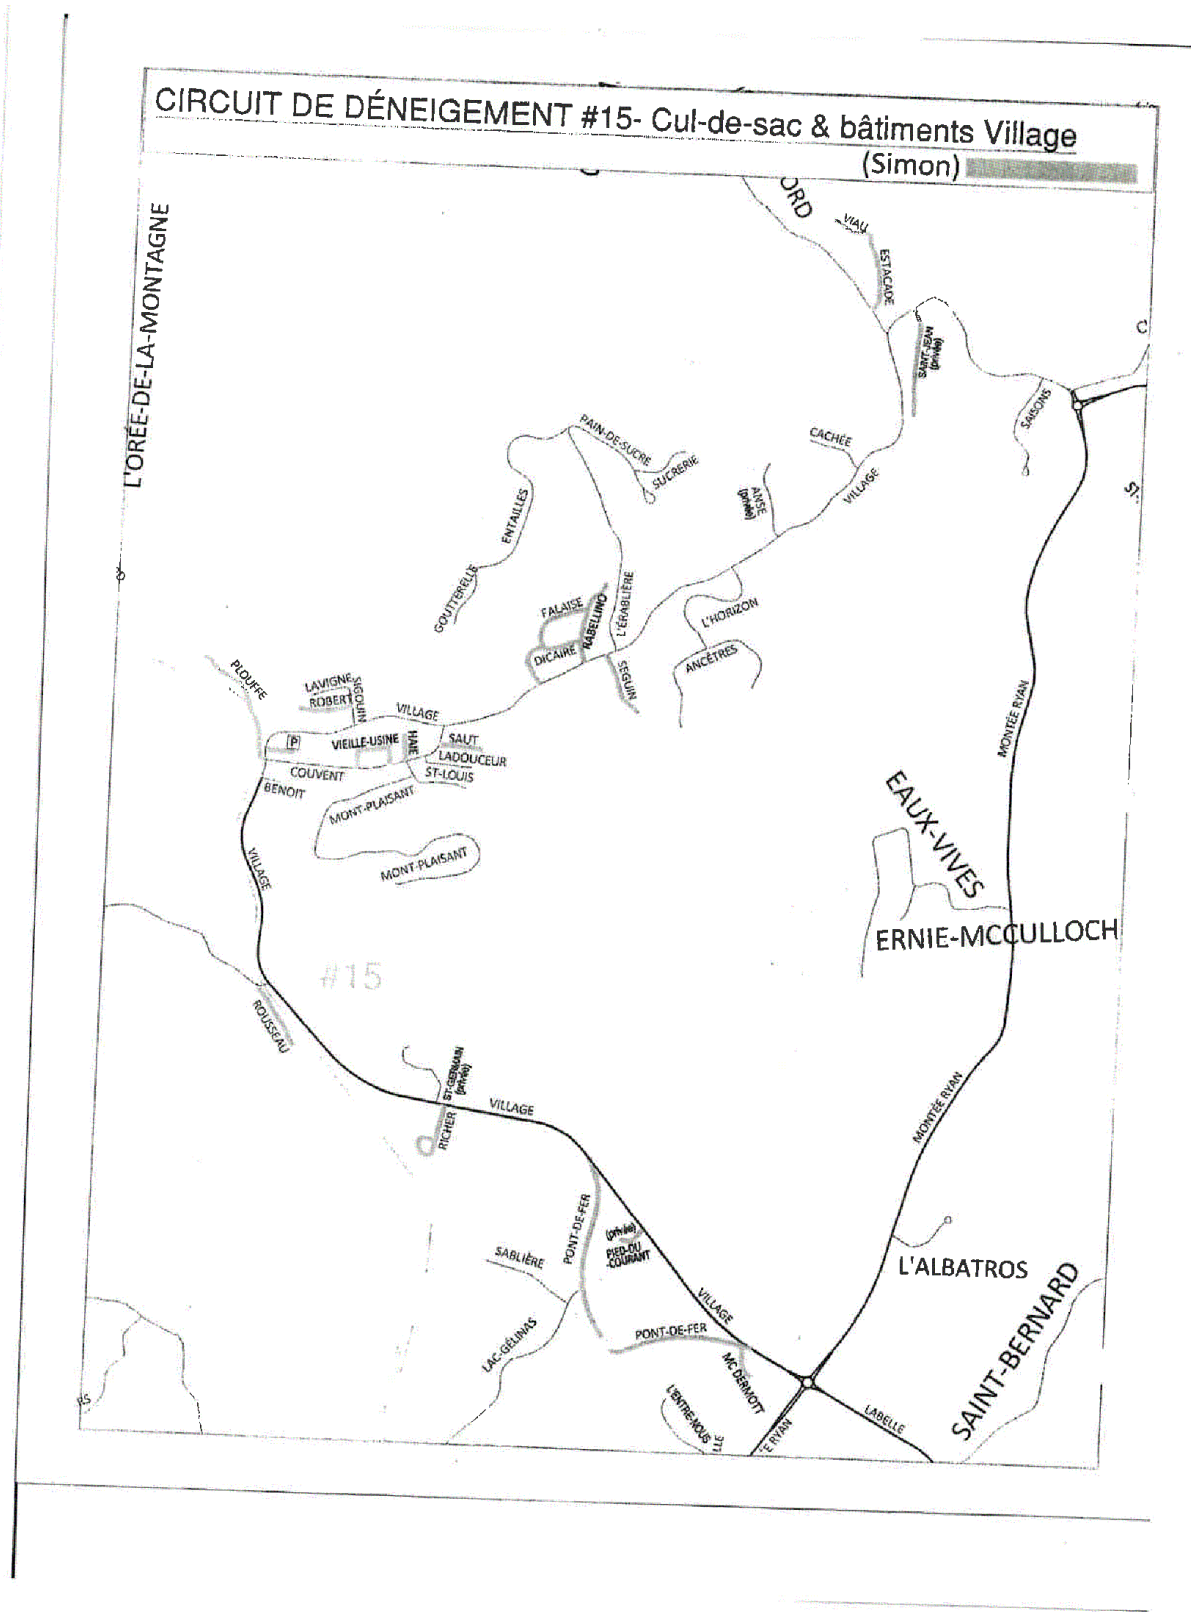 CIRCUIT DE DÉNEIGEMENT #15- Cul-de-sac & bâtiments Village
(Simon)
L'ORÉE-DE-LA-MONTAGNE
ORD
VIAU
ESTACADE
SAINT-JEAN
(privée)
SAISONS
CACHÉE
VILLAGE
PAIN-DE-SUCRE
SUCRERIE
ANSE
(privée)
ENTAILLES
GOUTTERELLE
FALAISE
RABELLINO
L'ÉRABLIÈRE
DICAIRE
SEGUIN
L'HORIZON
ANCÊTRES
PLOUFFE
LAVIGNE
ROBERT
SIGOUIN
VILLAGE
P
VIEILLE-USINE
HAIE
SAUT
LADOUCEUR
COUVENT
ST-LOUIS
BENOIT
MONT-PLAISANT
MONT-PLAISANT
VILLAGE
MONTÉE RYAN
EAUX-VIVES
ERNIE-MCCULLOCH
#15
ROUSSEAU
ST-GERMAIN
(privée)
RICHER
VILLAGE
MONTÉE RYAN
PONT-DE-FER
(privée)
PIED-DU
-COURANT
SABLIÈRE
L'ALBATROS
VILLAGE
LAC-GÉLINAS
PONT-DE-FER
MC DERMOTT
SAINT-BERNARD
L'ENTRE-NOUS
LLE
E RYAN
LABELLE
ES
ST-